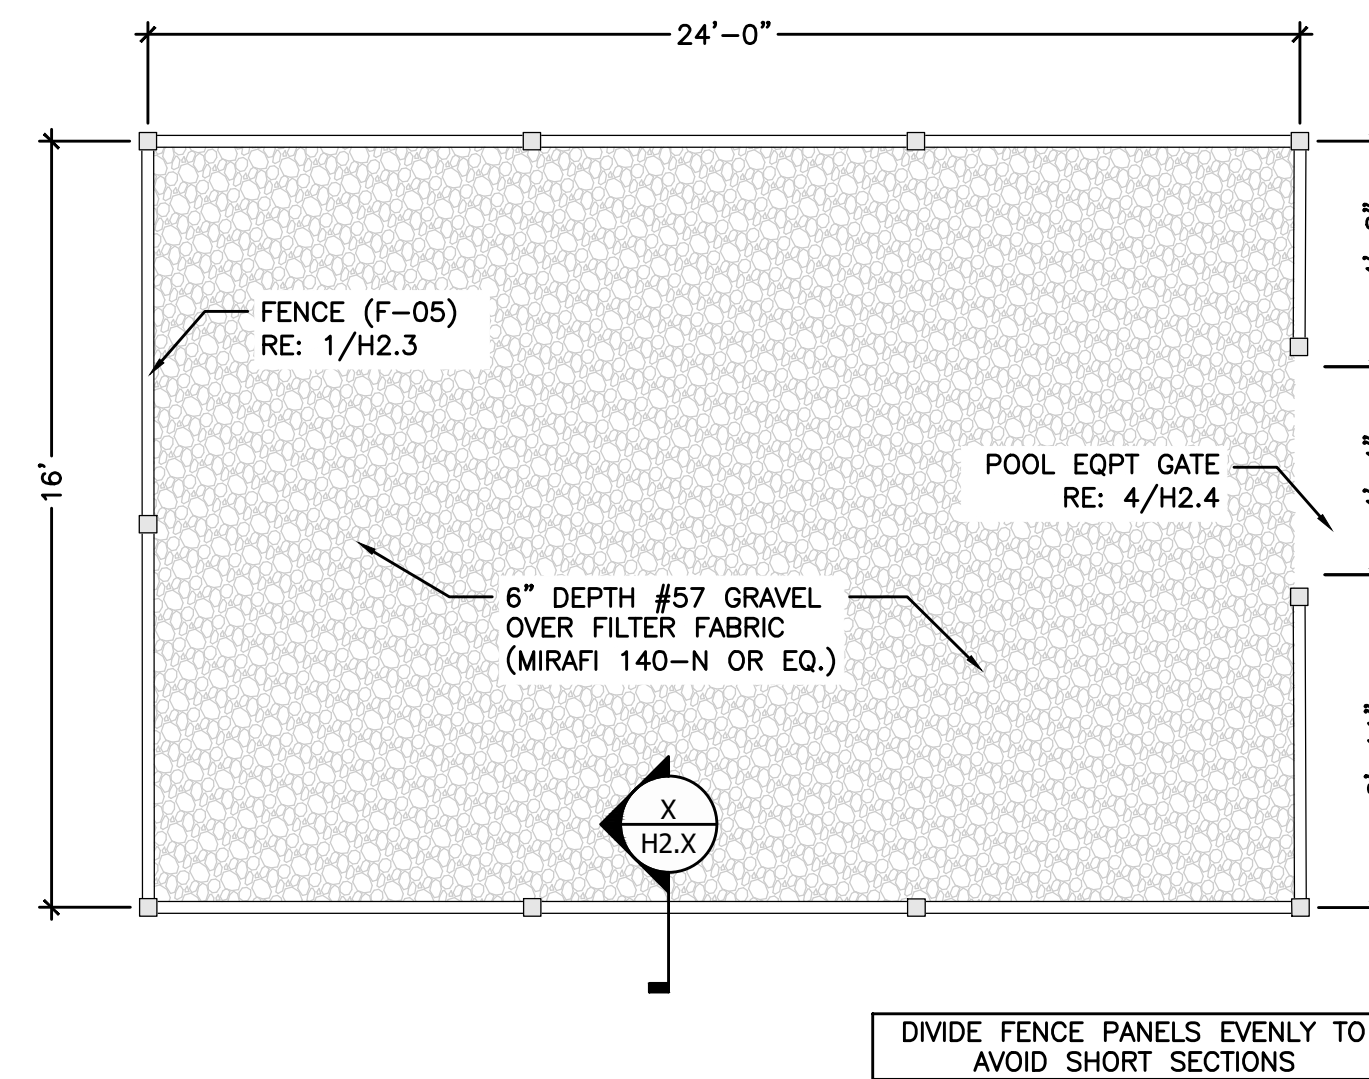 24'-0"
16'
FENCE (F-05)
RE: 1/H2.3
POOL EQPT GATE
RE: 4/H2.4
6" DEPTH #57 GRAVEL
OVER FILTER FABRIC
(MIRAFI 140-N OR EQ.)
X
H2.X
DIVIDE FENCE PANELS EVENLY TO
AVOID SHORT SECTIONS